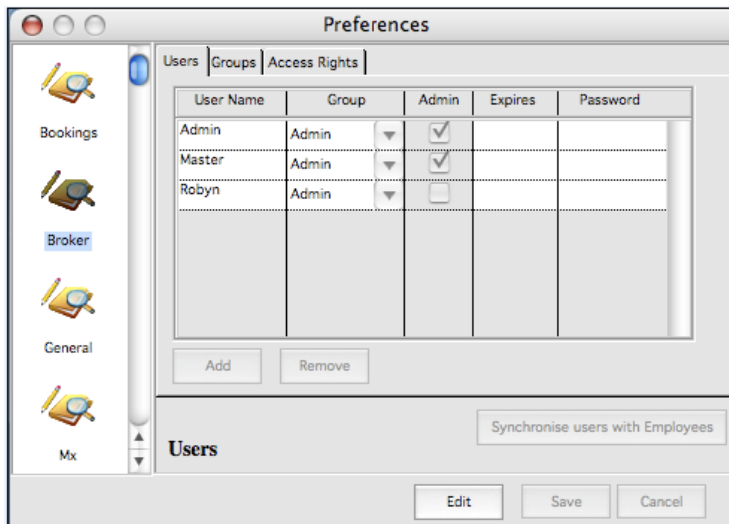 Preferences
Bookings
Broker
General
Mx
Users Groups Access Rights
User Name Group Admin Expires Password
Admin Admin
Master Admin
Robyn Admin
Add Remove
Synchronise users with Employees
Users
Edit Save Cancel